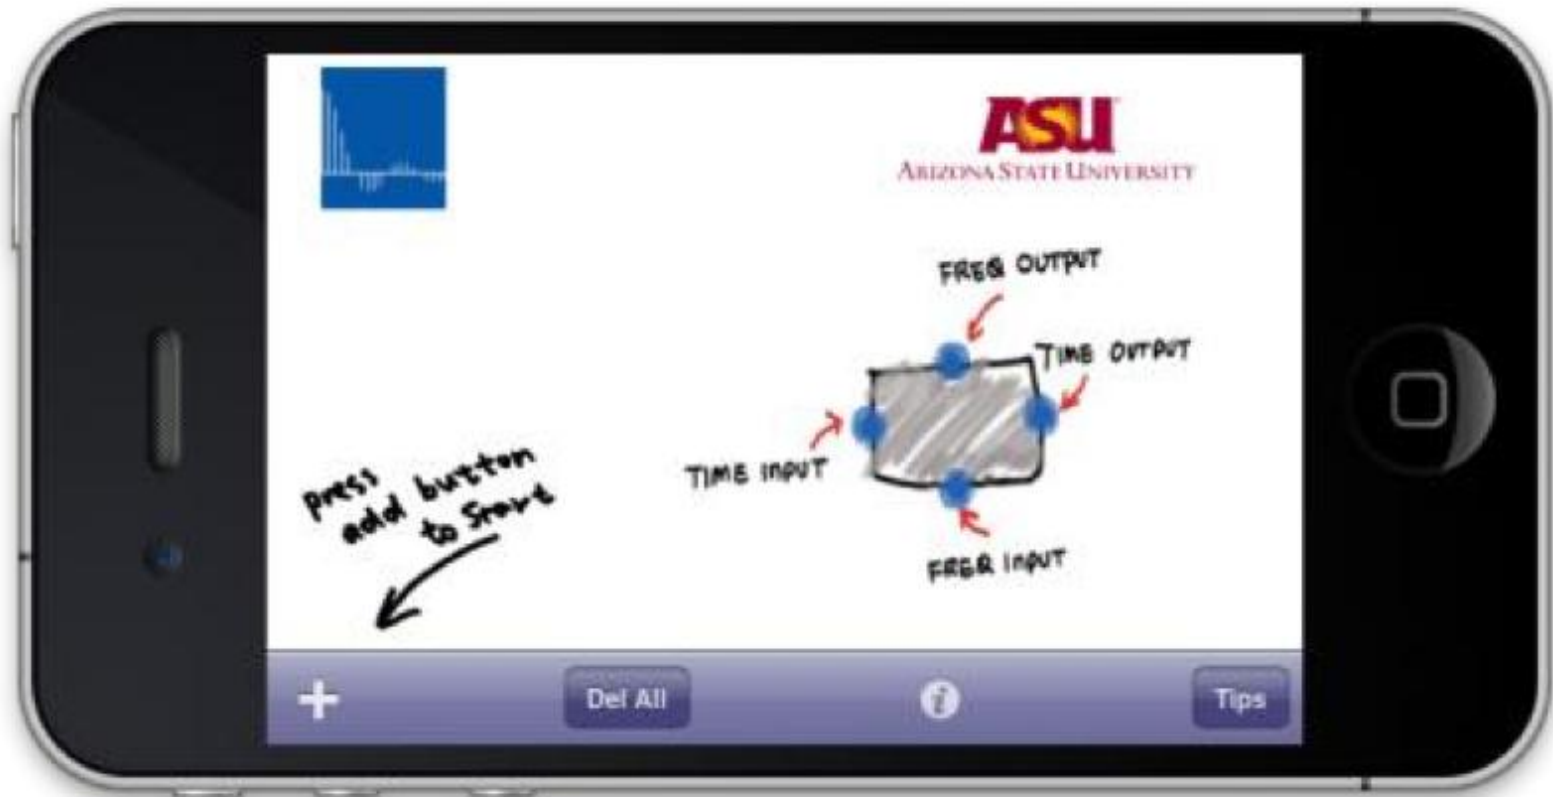 ASU
ARIZONA STATE UNIVERSITY
FREQ OUTPUT
TIME OUTPUT
TIME INPUT
FREQ INPUT
press
add button
to Start
+
Del All
i
Tips